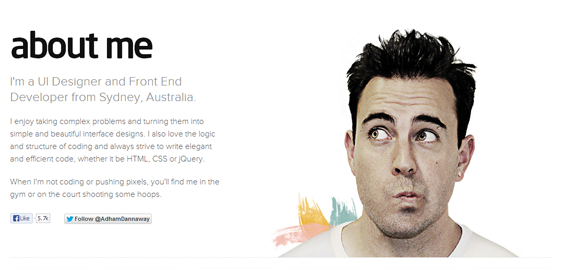 about me
I'm a UI Designer and Front End
Developer from Sydney, Australia.
I enjoy taking complex problems and turning them into
simple and beautiful interface designs. I also love the logic
and structure of coding and always strive to write elegant
and efficient code, whether it be HTML, CSS or jQuery.
When I'm not coding or pushing pixels, you'll find me in the
gym or on the court shooting some hoops.
Like 5.7k Follow @AdhamDannaway